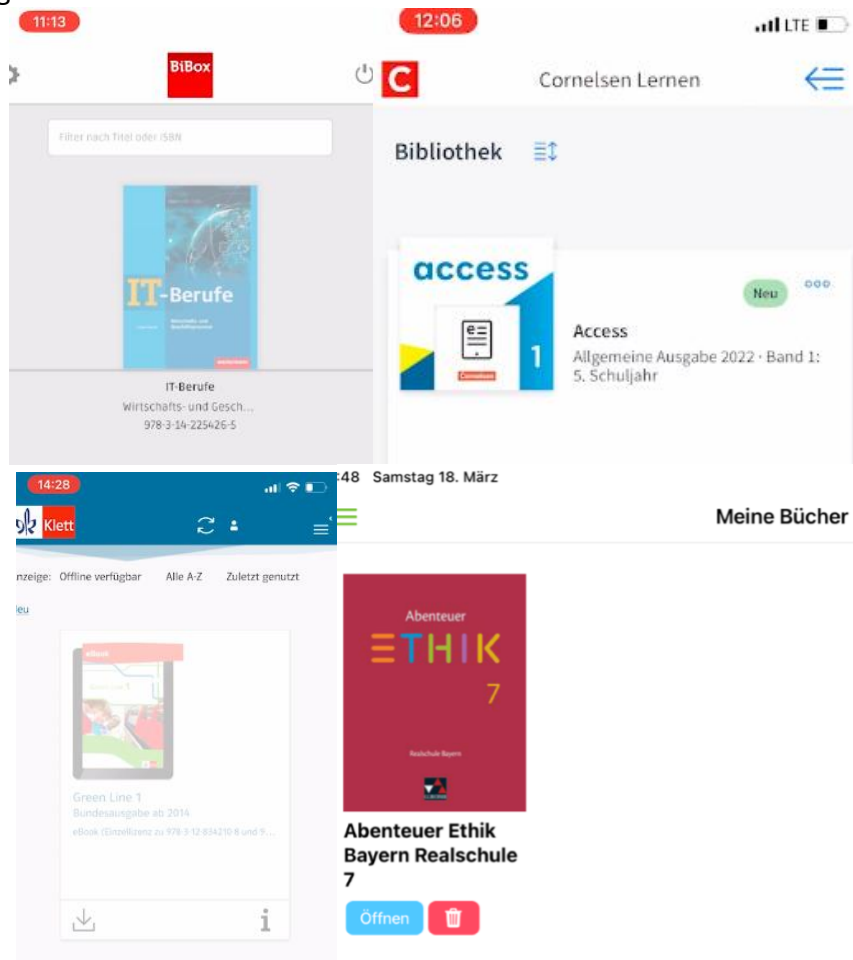 11:13
BiBox
Filter nach Titel oder ISBN
IT-Berufe
IT-Berufe
Wirtschafts- und Gesch...
978-3-14-225426-5
12:06
LTE
C
Cornelsen Lernen
Bibliothek
access
1
Cornelsen
Neu
Access
Allgemeine Ausgabe 2022 · Band 1:
5. Schuljahr
14:28
Klett
nzeige: Offline verfügbar Alle A-Z Zuletzt genutzt
eu
eBook
Green Line 1
Green Line 1
Bundesausgabe ab 2014
eBook (Einzellizenz zu 978-3-12-834210-8 und 9...
:48 Samstag 18. März
Meine Bücher
Abenteuer
ETHIK
7
Realschule Bayern
Abenteuer Ethik
Bayern Realschule
7
Öffnen